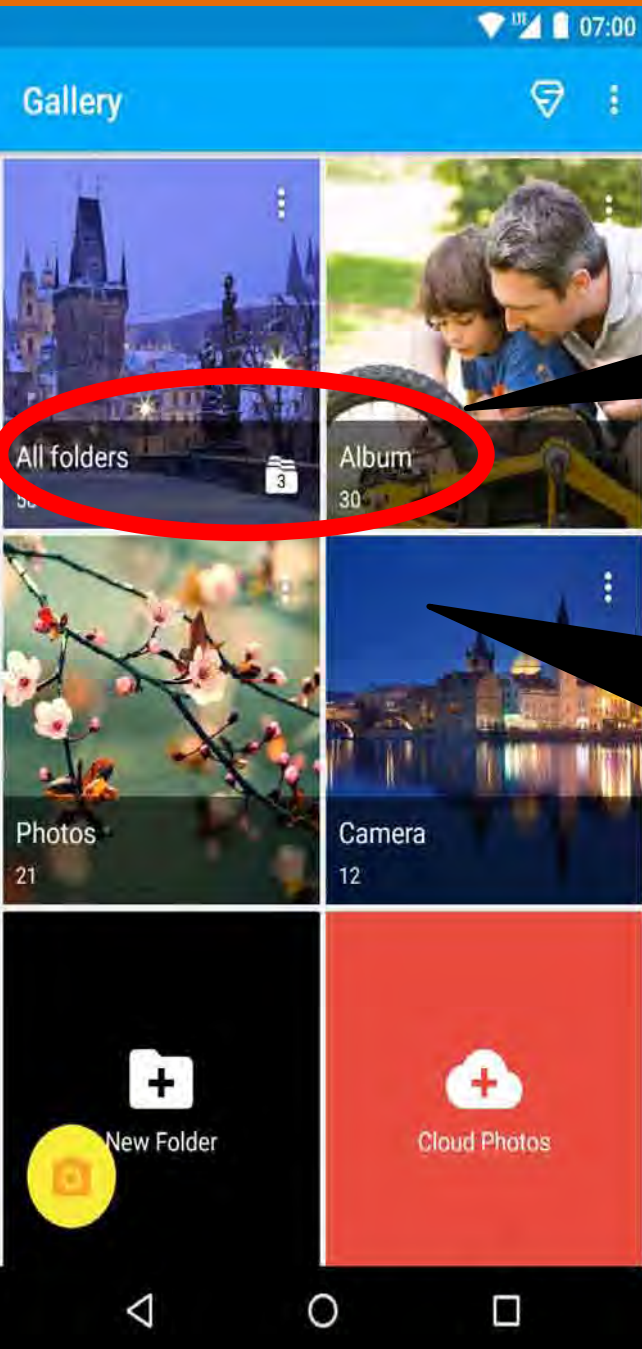 07:00
Gallery
All folders
3
Album
30
Photos
21
Camera
12
New Folder
Cloud Photos